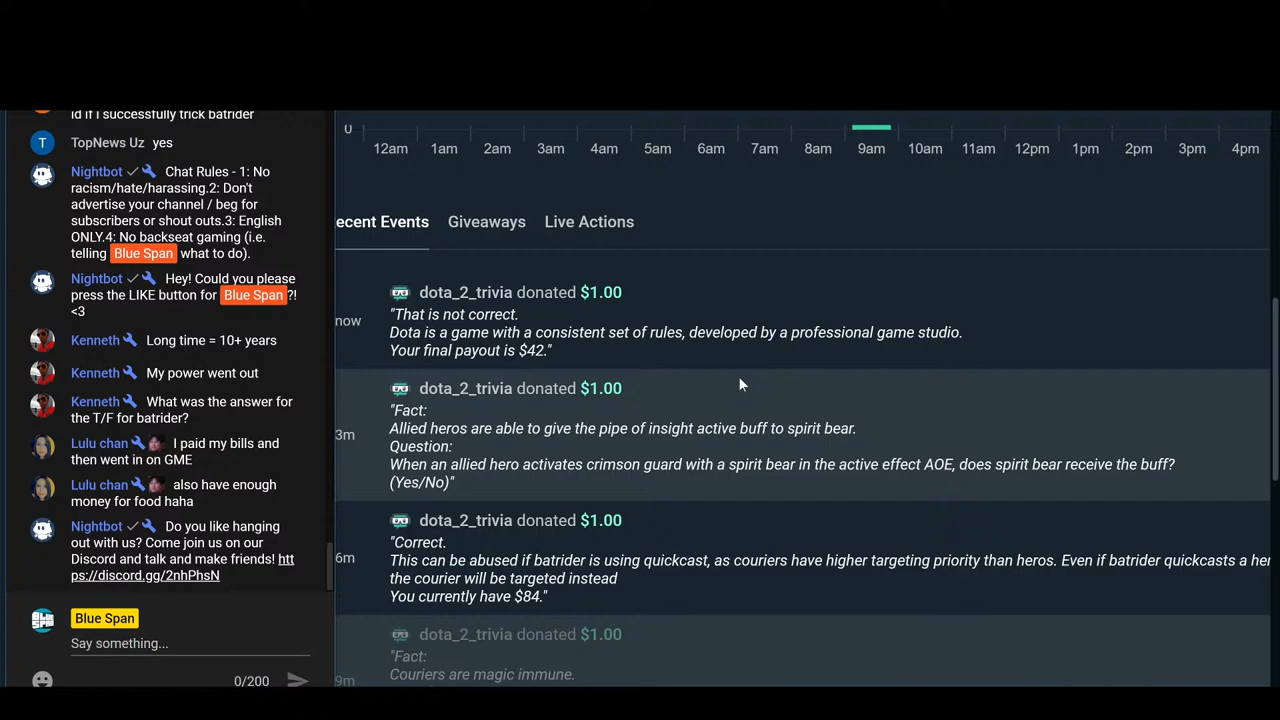 ld if I successfully trick batrider
T
TopNews Uz yes
Nightbot Chat Rules - 1: No
racism/hate/harassing.2: Don't
advertise your channel / beg for
subscribers or shout outs.3: English
ONLY.4: No backseat gaming (i.e.
telling Blue Span what to do).
Nightbot Hey! Could you please
press the LIKE button for Blue Span ?!
<3
Kenneth Long time = 10+ years
Kenneth My power went out
Kenneth What was the answer for
the T/F for batrider?
Lulu chan I paid my bills and
then went in on GME
Lulu chan also have enough
money for food haha
Nightbot Do you like hanging
out with us? Come join us on our
Discord and talk and make friends! htt
ps://discord.gg/2nhPhsN
Blue Span
Say something...
0/200
0
12am 1am 2am 3am 4am 5am 6am 7am 8am 9am 10am 11am 12pm 1pm 2pm 3pm 4pm
ecent Events Giveaways Live Actions
dota_2_trivia donated $1.00
now
"That is not correct.
Dota is a game with a consistent set of rules, developed by a professional game studio.
Your final payout is $42."
dota_2_trivia donated $1.00
3m
"Fact:
Allied heros are able to give the pipe of insight active buff to spirit bear.
Question:
When an allied hero activates crimson guard with a spirit bear in the active effect AOE, does spirit bear receive the buff?
(Yes/No)"
dota_2_trivia donated $1.00
6m
"Correct.
This can be abused if batrider is using quickcast, as couriers have higher targeting priority than heros. Even if batrider quickcasts a her
the courier will be targeted instead
You currently have $84."
dota_2_trivia donated $1.00
9m
"Fact:
Couriers are magic immune.